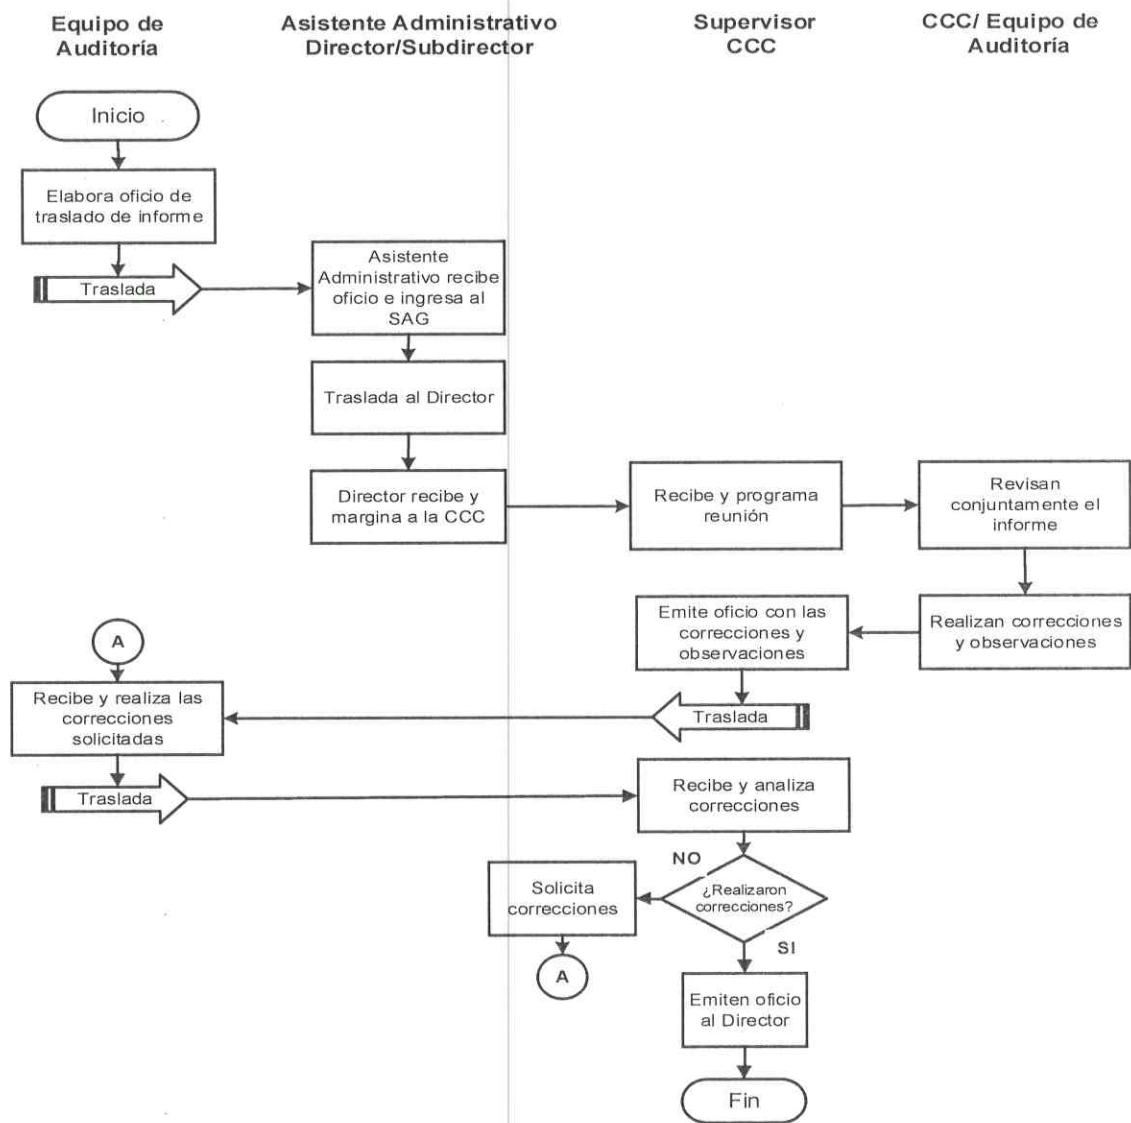 Equipo de
Auditoría
Asistente Administrativo
Director/Subdirector
Supervisor
CCC
CCC/ Equipo de
Auditoría
Inicio
Elabora oficio de
traslado de informe
Traslada
Asistente
Administrativo recibe
oficio e ingresa al
SAG
Traslada al Director
Director recibe y
margina a la CCC
Recibe y programa
reunión
Revisan
conjuntamente el
informe
Realizan correcciones
y observaciones
Emite oficio con las
correcciones y
observaciones
Traslada
A
Recibe y realiza las
correcciones
solicitadas
Traslada
Recibe y analiza
correcciones
¿Realizaron
correcciones?
NO
Solicita
correcciones
A
SI
Emiten oficio
al Director
Fin